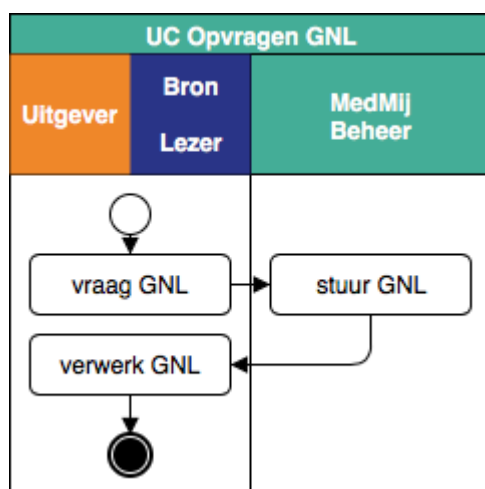 UC Opvragen GNL
Uitgever
Bron
Lezer
MedMij
Beheer
vraag GNL
stuur GNL
verwerk GNL